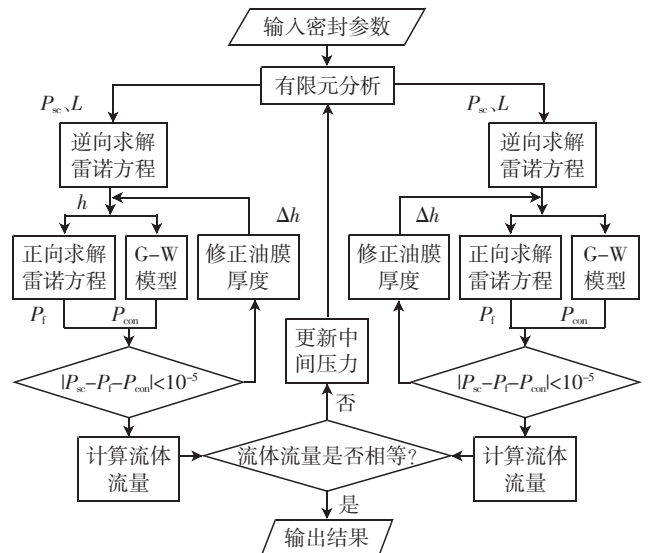 输入密封参数
有限元分析
Psc、L
Psc、L
逆向求解
雷诺方程
逆向求解
雷诺方程
h
Δh
Δh
正向求解
雷诺方程
G-W
模型
修正油膜
厚度
修正油膜
厚度
正向求解
雷诺方程
G-W
模型
Pf
Pcon
Pf
Pcon
更新中
间压力
|Psc-Pf-Pcon|<10⁻⁵
|Psc-Pf-Pcon|<10⁻⁵
否
计算流体
流量
流体流量是否相等？
计算流体
流量
是
输出结果